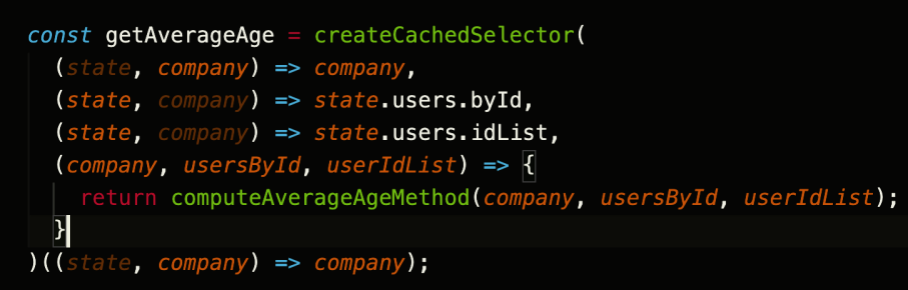 const getAverageAge = createCachedSelector(
  (state, company) => company,
  (state, company) => state.users.byId,
  (state, company) => state.users.idList,
  (company, usersById, userIdList) => {
    return computeAverageAgeMethod(company, usersById, userIdList);
  }
)((state, company) => company);